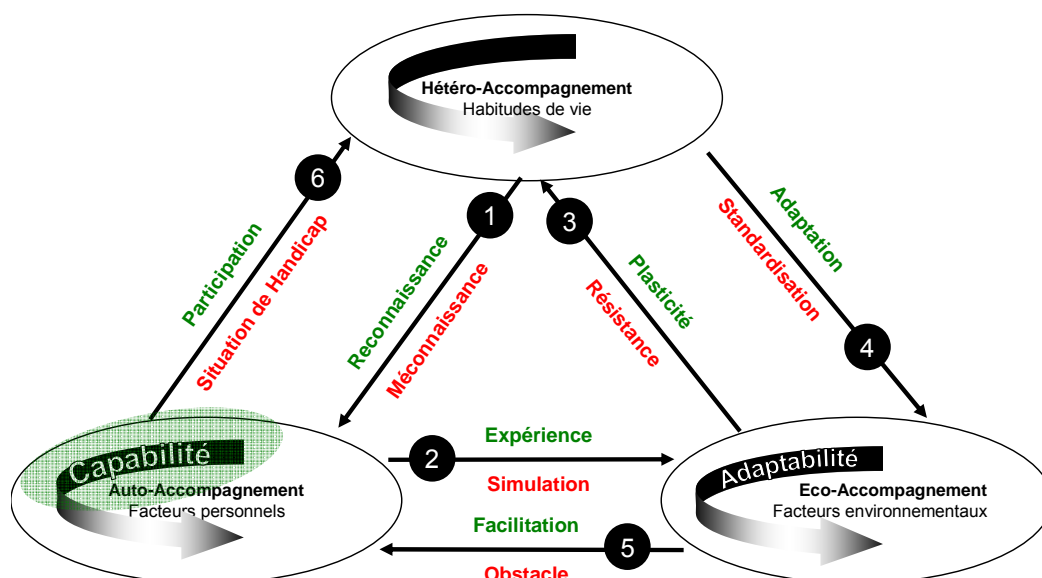 Hétéro-Accompagnement
Habitudes de vie
6
1
3
4
Participation
Situation de Handicap
Reconnaissance
Méconnaissance
Plasticité
Résistance
Adaptation
Standardisation
Capabilité
Auto-Accompagnement
Facteurs personnels
Expérience
2
Simulation
Facilitation
5
Obstacle
Adaptabilité
Eco-Accompagnement
Facteurs environnementaux